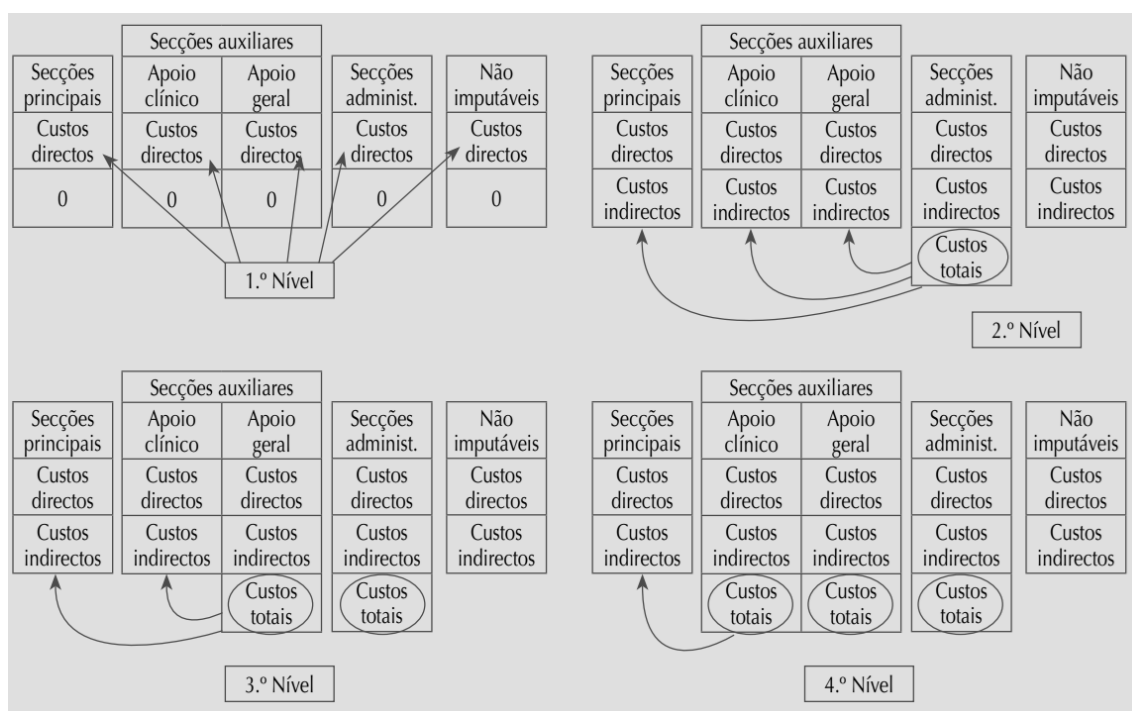 Secções auxiliares
Secções
principais
Apoio
clínico
Apoio
geral
Secções
administ.
Não
imputáveis
Custos
directos
Custos
directos
Custos
directos
Custos
directos
Custos
directos
0
0
0
0
0
1.º Nível
Secções auxiliares
Secções
principais
Apoio
clínico
Apoio
geral
Secções
administ.
Não
imputáveis
Custos
directos
Custos
directos
Custos
directos
Custos
directos
Custos
directos
Custos
indirectos
Custos
indirectos
Custos
indirectos
Custos
indirectos
Custos
indirectos
Custos
totais
2.º Nível
Secções auxiliares
Secções
principais
Apoio
clínico
Apoio
geral
Secções
administ.
Não
imputáveis
Custos
directos
Custos
directos
Custos
directos
Custos
directos
Custos
directos
Custos
indirectos
Custos
indirectos
Custos
indirectos
Custos
indirectos
Custos
indirectos
Custos
totais
Custos
totais
3.º Nível
Secções auxiliares
Secções
principais
Apoio
clínico
Apoio
geral
Secções
administ.
Não
imputáveis
Custos
directos
Custos
directos
Custos
directos
Custos
directos
Custos
directos
Custos
indirectos
Custos
indirectos
Custos
indirectos
Custos
indirectos
Custos
indirectos
Custos
totais
Custos
totais
Custos
totais
4.º Nível